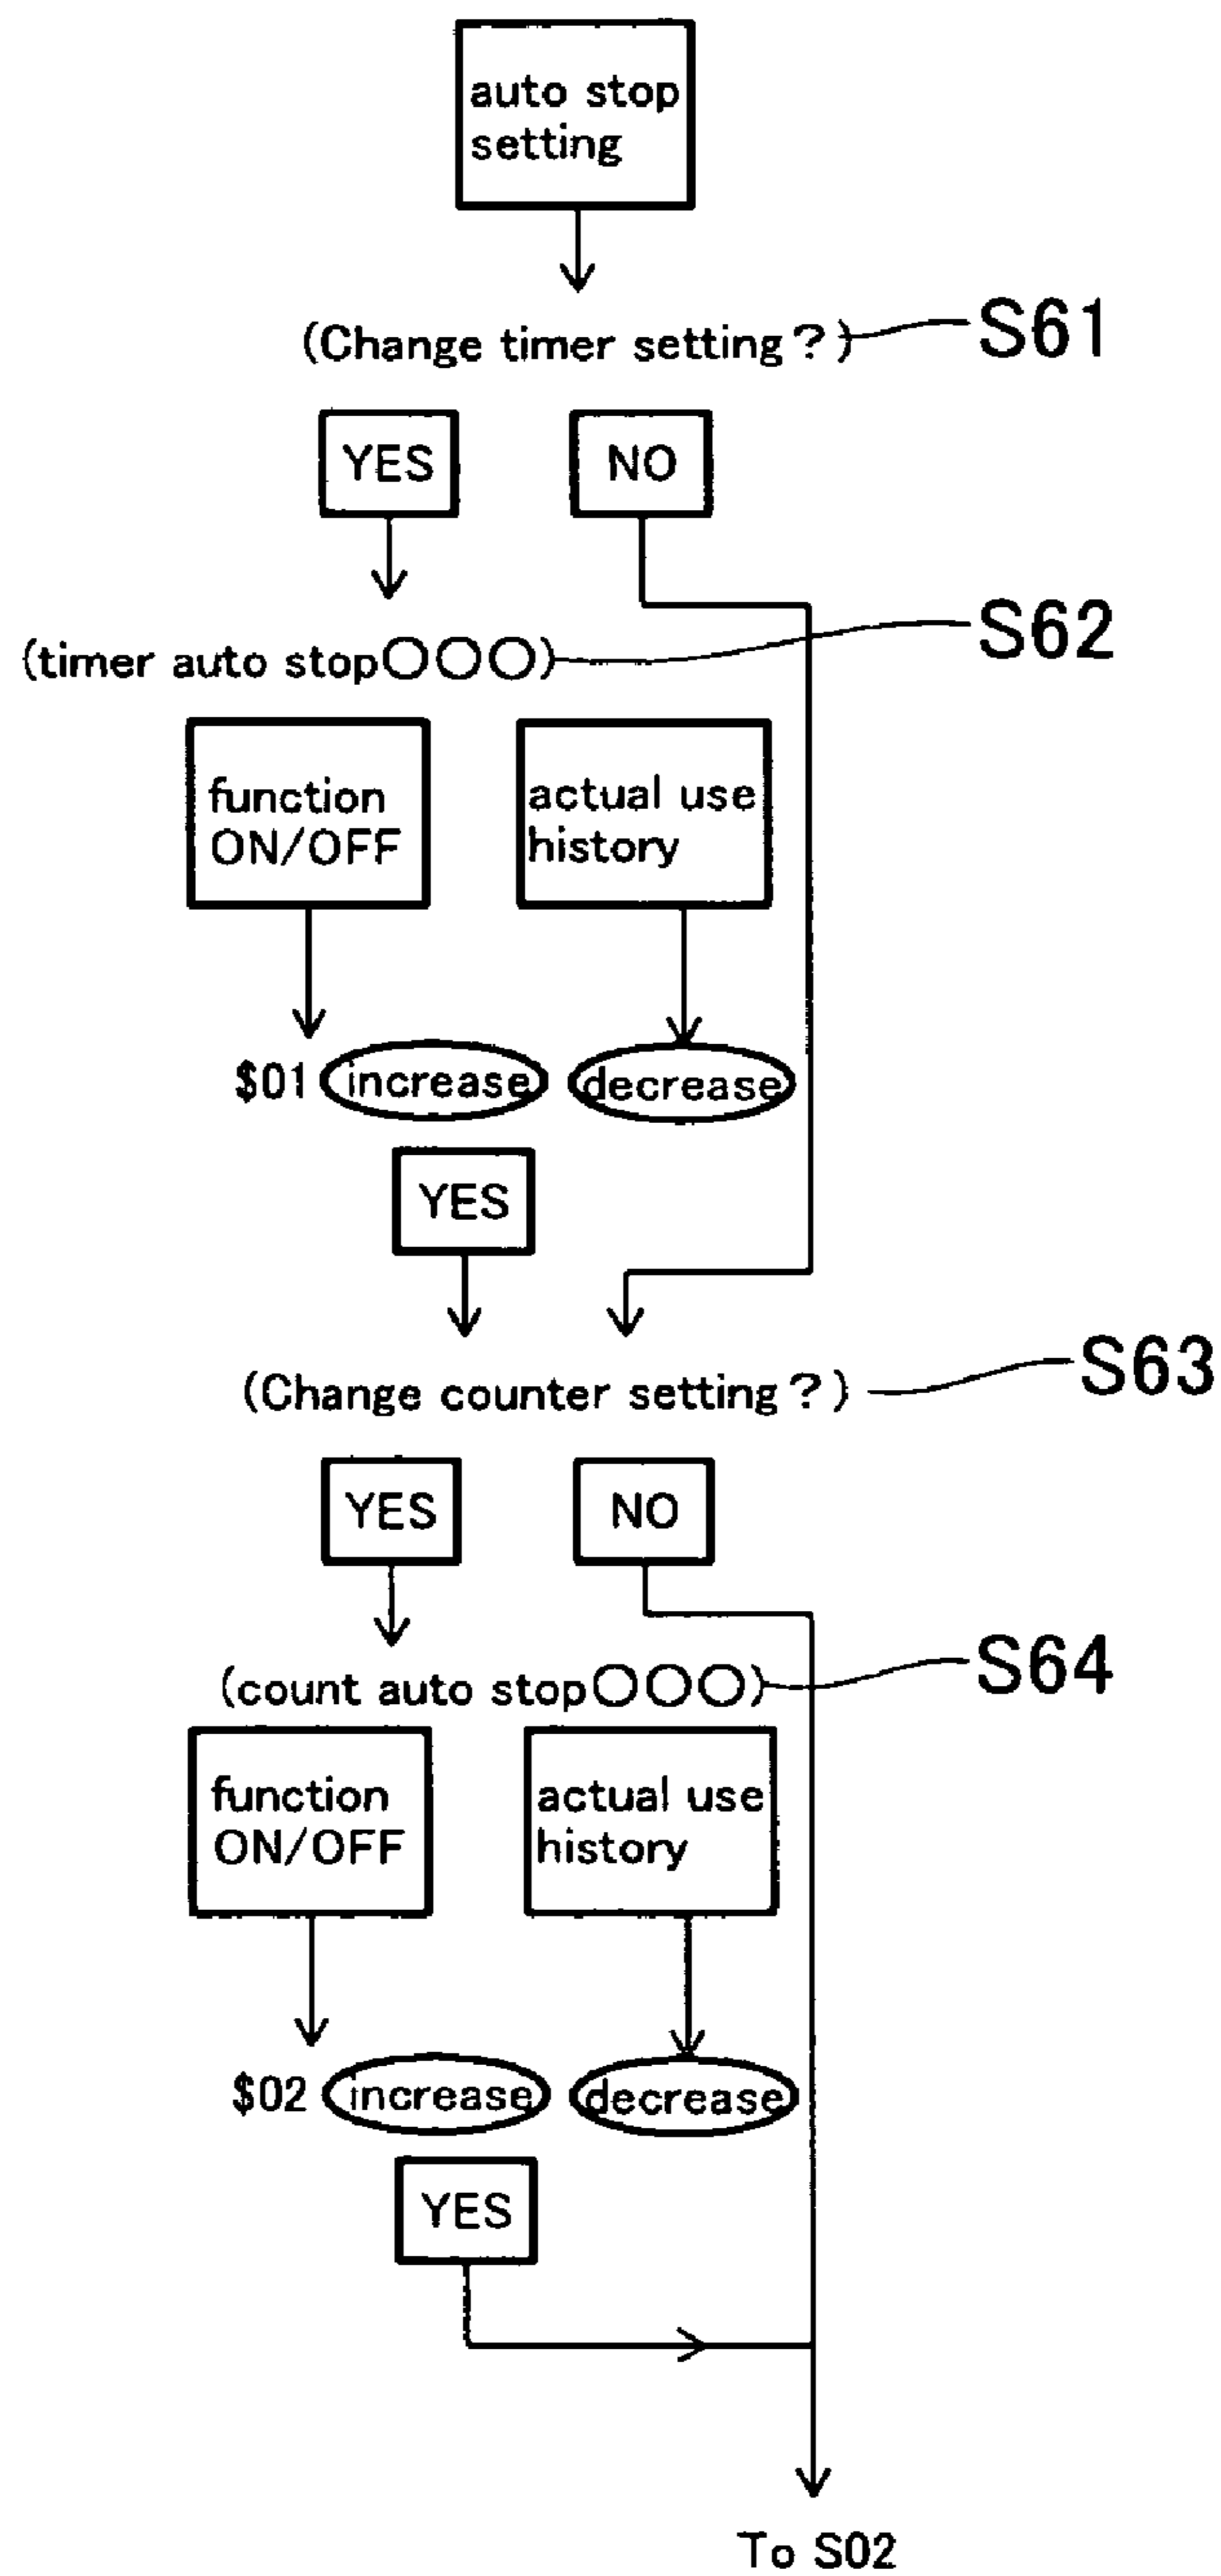 auto stop
setting
(Change timer setting?) S61
YES NO
(timer auto stop○○○) S62
function
ON/OFF
actual use
history
$01 increase decrease
YES
(Change counter setting?) S63
YES NO
(count auto stop○○○) S64
function
ON/OFF
actual use
history
$02 increase decrease
YES
To S02